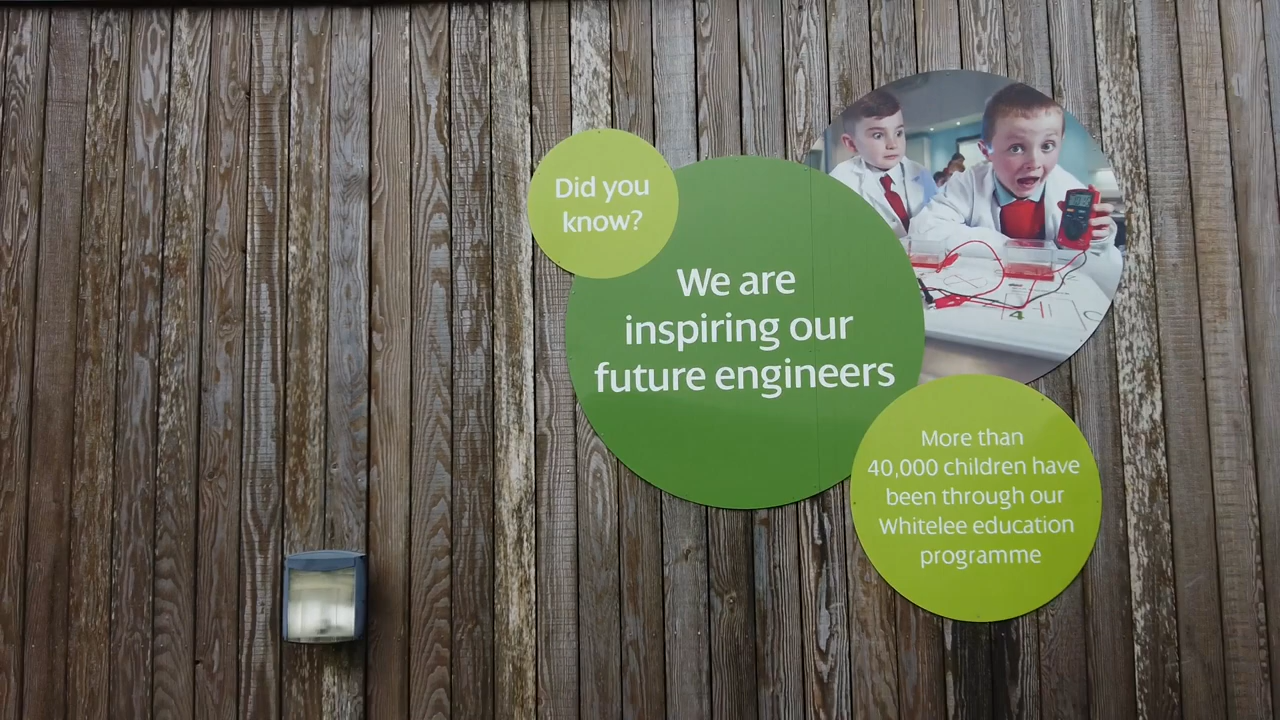 Did you
know?
We are
inspiring our
future engineers
More than
40,000 children have
been through our
Whitelee education
programme